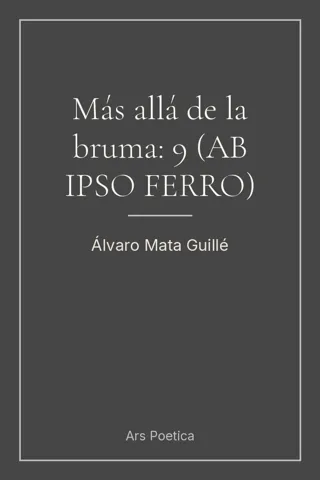 Más allá de la
bruma: 9 (AB
IPSO FERRO)
Álvaro Mata Guillé
Ars Poetica